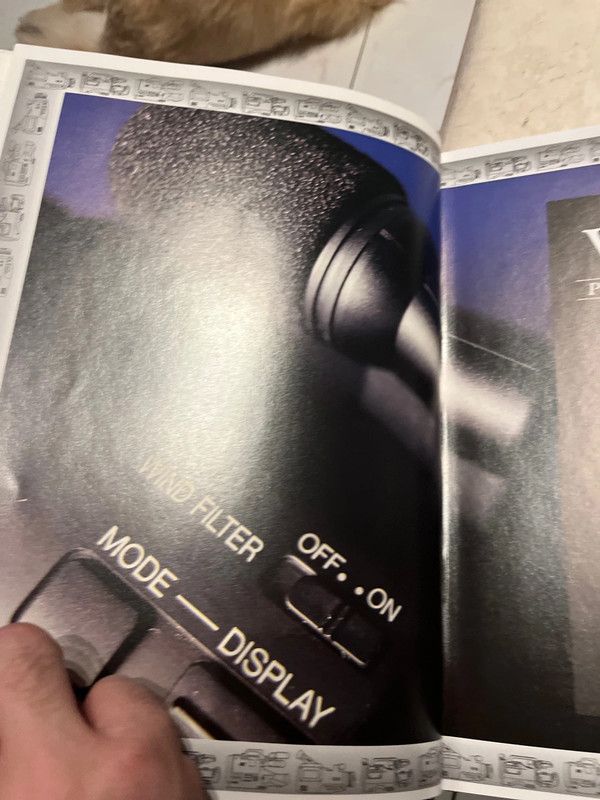 WIND FILTER
OFF..ON
MODE — DISPLAY